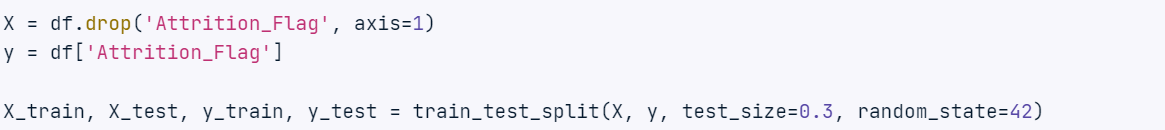 X = df.drop('Attrition_Flag', axis=1)
y = df['Attrition_Flag']
X_train, X_test, y_train, y_test = train_test_split(X, y, test_size=0.3, random_state=42)